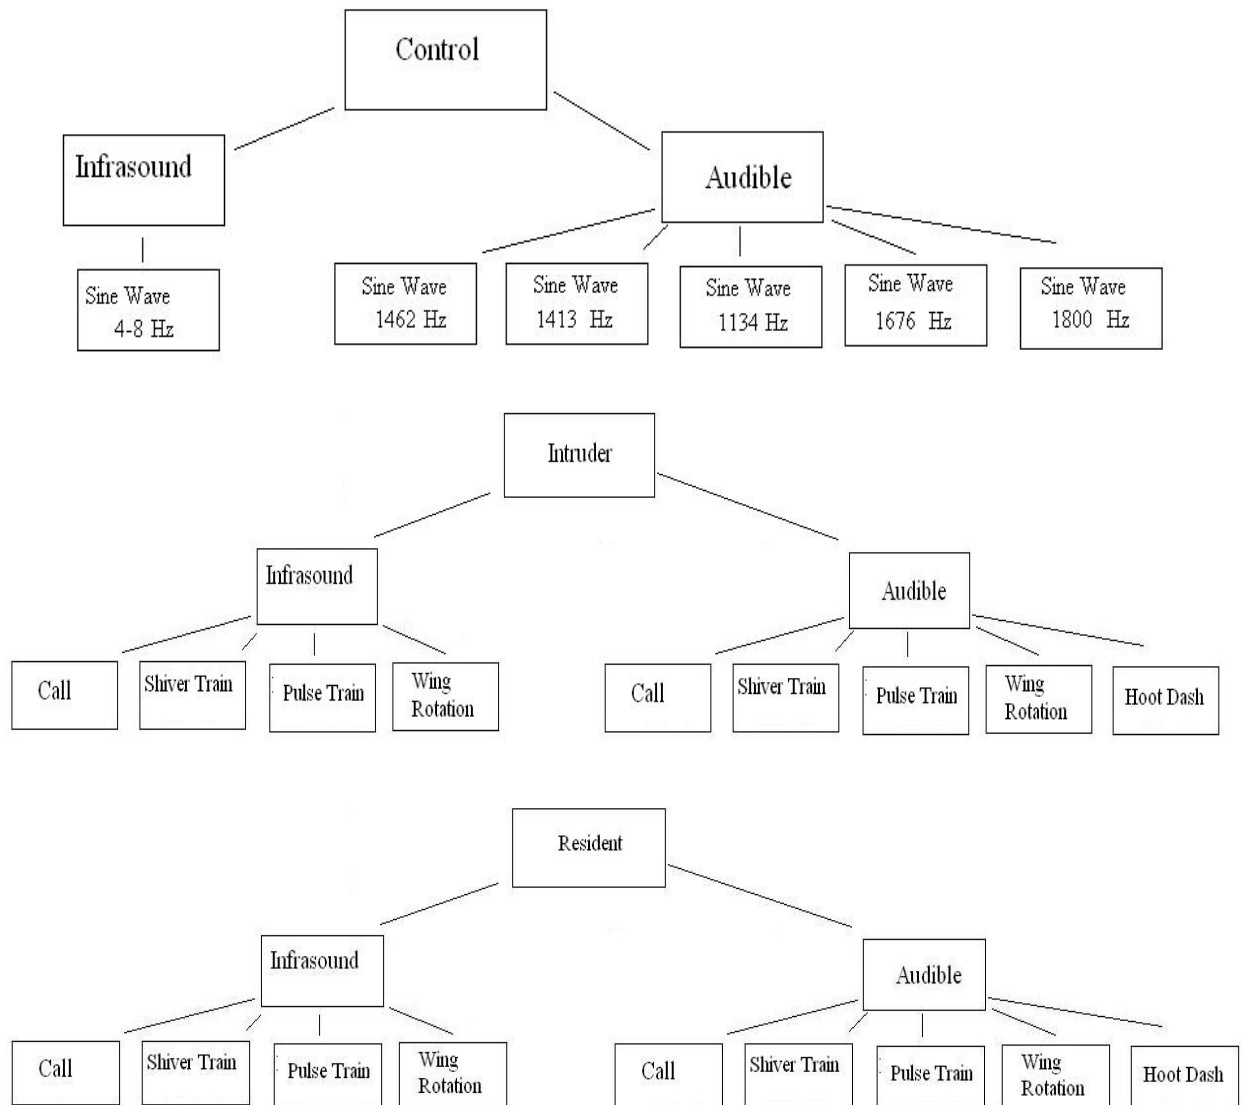 Control
Infrasound
Audible
Sine Wave
4-8 Hz
Sine Wave
1462 Hz
Sine Wave
1413 Hz
Sine Wave
1134 Hz
Sine Wave
1676 Hz
Sine Wave
1800 Hz
Intruder
Infrasound
Audible
Call
Shiver Train
Pulse Train
Wing
Rotation
Call
Shiver Train
Pulse Train
Wing
Rotation
Hoot Dash
Resident
Infrasound
Audible
Call
Shiver Train
Pulse Train
Wing
Rotation
Call
Shiver Train
Pulse Train
Wing
Rotation
Hoot Dash